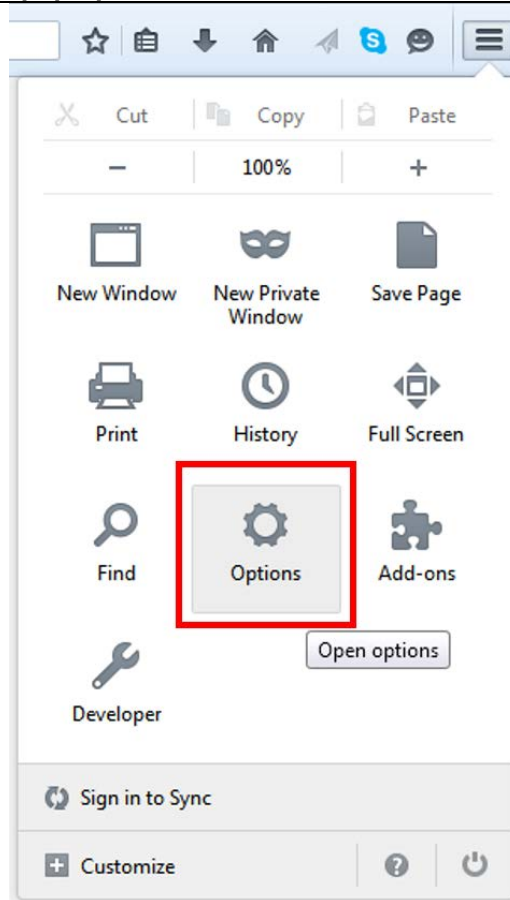 Cut Copy Paste
− 100% +
New Window New Private Window Save Page
Print History Full Screen
Find Options Add-ons
Open options
Developer
Sign in to Sync
Customize